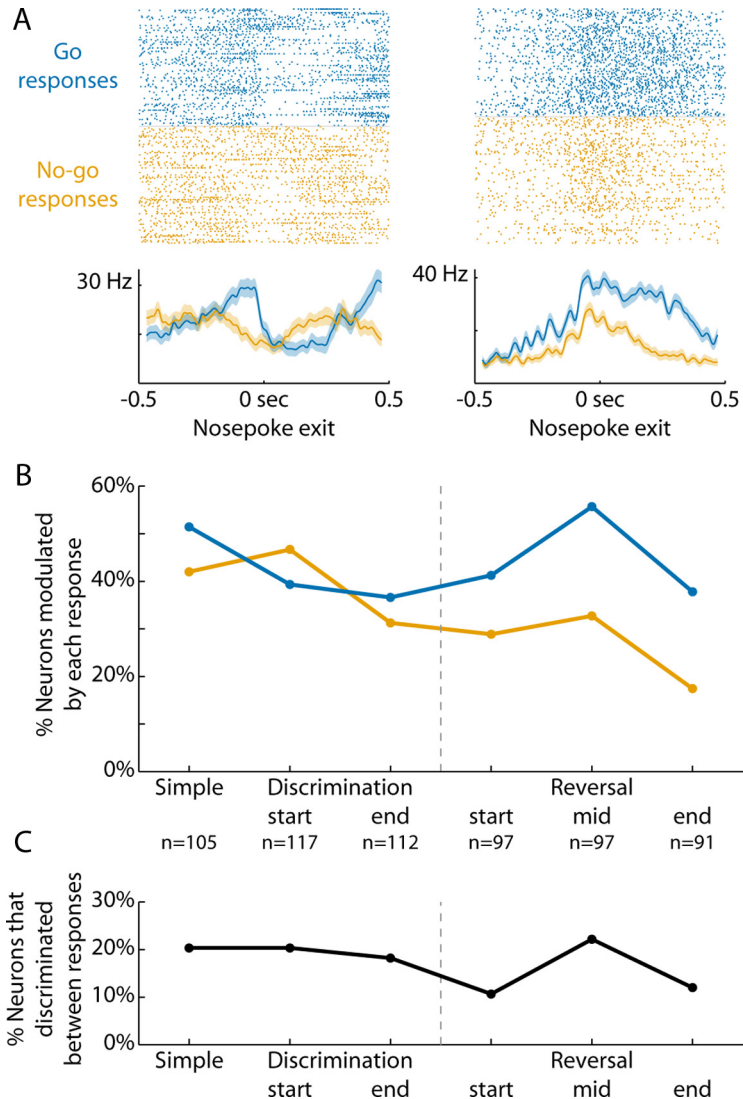 A
Go
responses
No-go
responses
30 Hz
40 Hz
-0.5
0 sec
0.5
-0.5
0 sec
0.5
Nosepoke exit
Nosepoke exit
B
% Neurons modulated
by each response
60%
40%
20%
0%
Simple
Discrimination
Reversal
start
end
start
mid
end
n=105
n=117
n=112
n=97
n=97
n=91
C
% Neurons that
discriminated
between responses
30%
20%
10%
0%
Simple
Discrimination
Reversal
start
end
start
mid
end